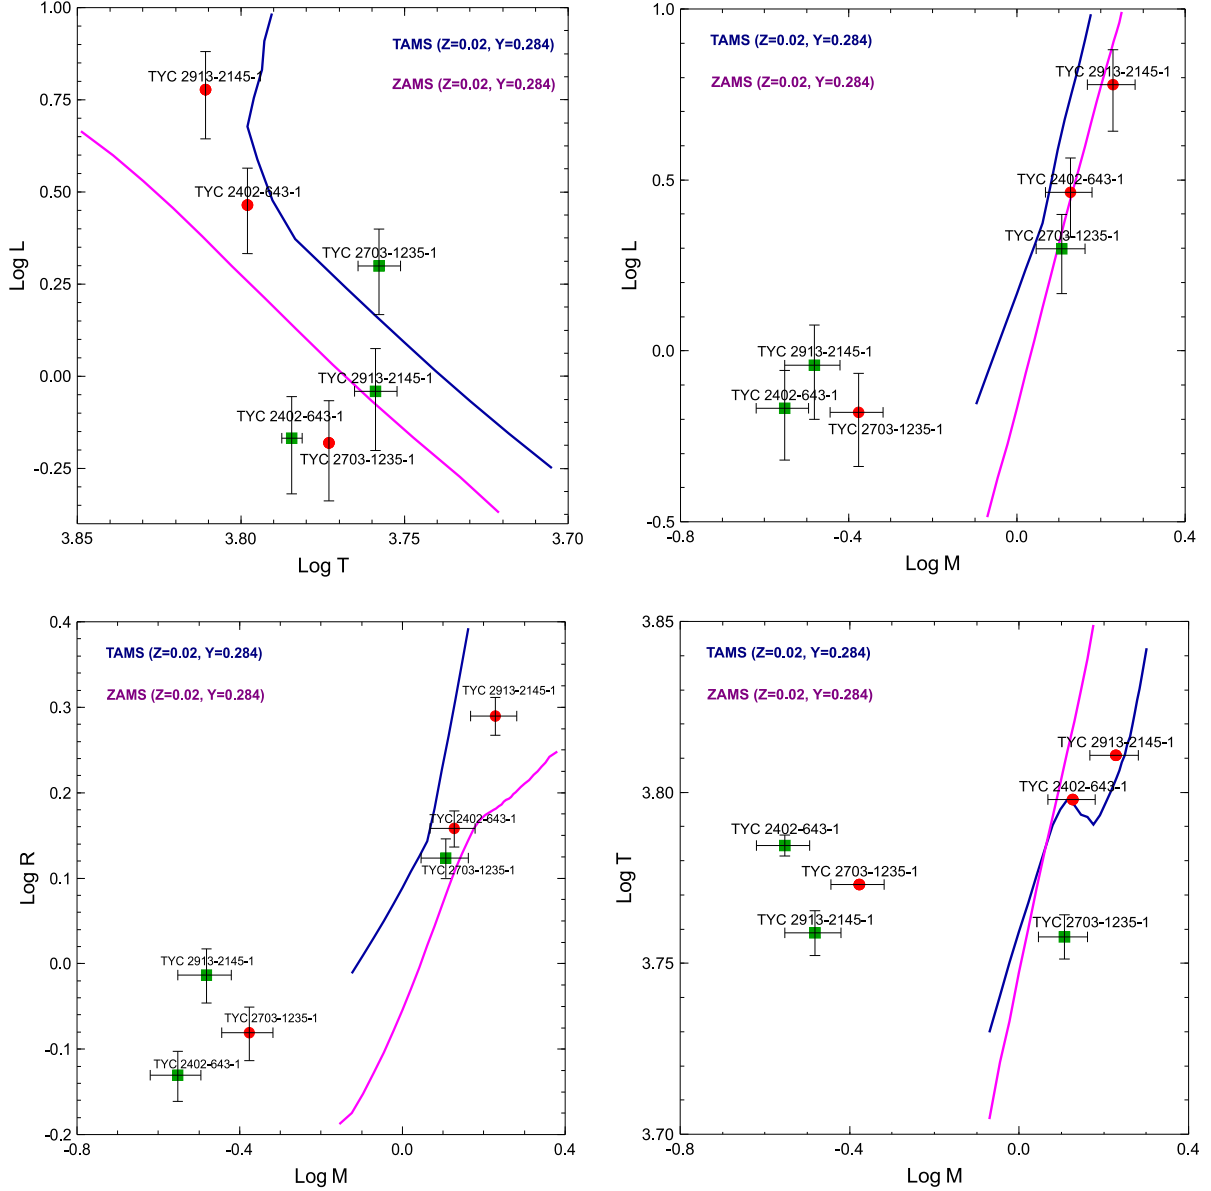 1.00
0.75
0.50
0.25
0.00
-0.25
Log L
TAMS (Z=0.02, Y=0.284)
ZAMS (Z=0.02, Y=0.284)
TYC 2913-2145-1
TYC 2402-643-1
TYC 2703-1235-1
TYC 2913-2145-1
TYC 2402-643-1
TYC 2703-1235-1
3.85
3.80
3.75
3.70
Log T
1.0
0.5
0.0
-0.5
Log L
TAMS (Z=0.02, Y=0.284)
ZAMS (Z=0.02, Y=0.284)
TYC 2913-2145-1
TYC 2402-643-1
TYC 2703-1235-1
TYC 2913-2145-1
TYC 2402-643-1
TYC 2703-1235-1
-0.8
-0.4
0.0
0.4
Log M
0.4
0.3
0.2
0.1
0.0
-0.1
-0.2
Log R
TAMS (Z=0.02, Y=0.284)
ZAMS (Z=0.02, Y=0.284)
TYC 2913-2145-1
TYC 2402-643-1
TYC 2703-1235-1
TYC 2913-2145-1
TYC 2703-1235-1
TYC 2402-643-1
-0.8
-0.4
0.0
0.4
Log M
3.85
3.80
3.75
3.70
Log T
TAMS (Z=0.02, Y=0.284)
ZAMS (Z=0.02, Y=0.284)
TYC 2913-2145-1
TYC 2402-643-1
TYC 2402-643-1
TYC 2703-1235-1
TYC 2913-2145-1
TYC 2703-1235-1
-0.8
-0.4
0.0
0.4
Log M